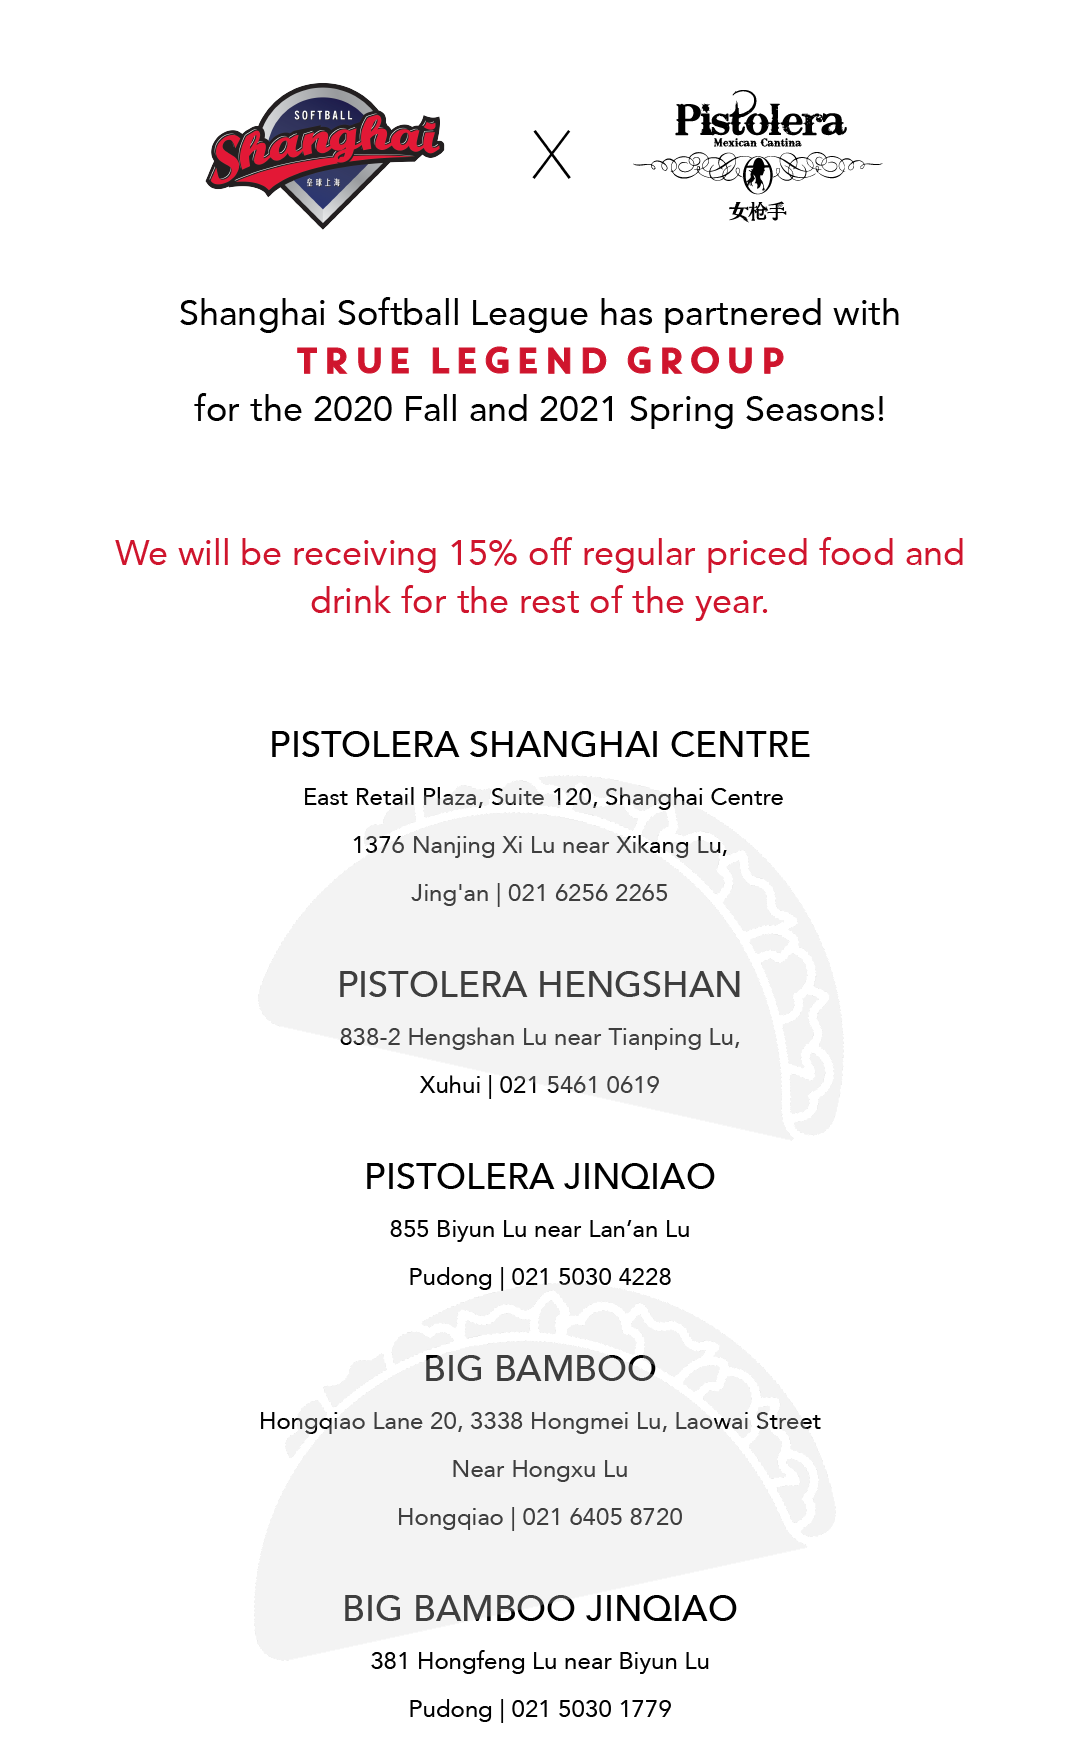 SOFTBALL
Shanghai
垒球上海
X
Pistolera
Mexican Cantina
女枪手
Shanghai Softball League has partnered with
TRUE LEGEND GROUP
for the 2020 Fall and 2021 Spring Seasons!
We will be receiving 15% off regular priced food and
drink for the rest of the year.
PISTOLERA SHANGHAI CENTRE
East Retail Plaza, Suite 120, Shanghai Centre
1376 Nanjing Xi Lu near Xikang Lu,
Jing'an | 021 6256 2265
PISTOLERA HENGSHAN
838-2 Hengshan Lu near Tianping Lu,
Xuhui | 021 5461 0619
PISTOLERA JINQIAO
855 Biyun Lu near Lan’an Lu
Pudong | 021 5030 4228
BIG BAMBOO
Hongqiao Lane 20, 3338 Hongmei Lu, Laowai Street
Near Hongxu Lu
Hongqiao | 021 6405 8720
BIG BAMBOO JINQIAO
381 Hongfeng Lu near Biyun Lu
Pudong | 021 5030 1779